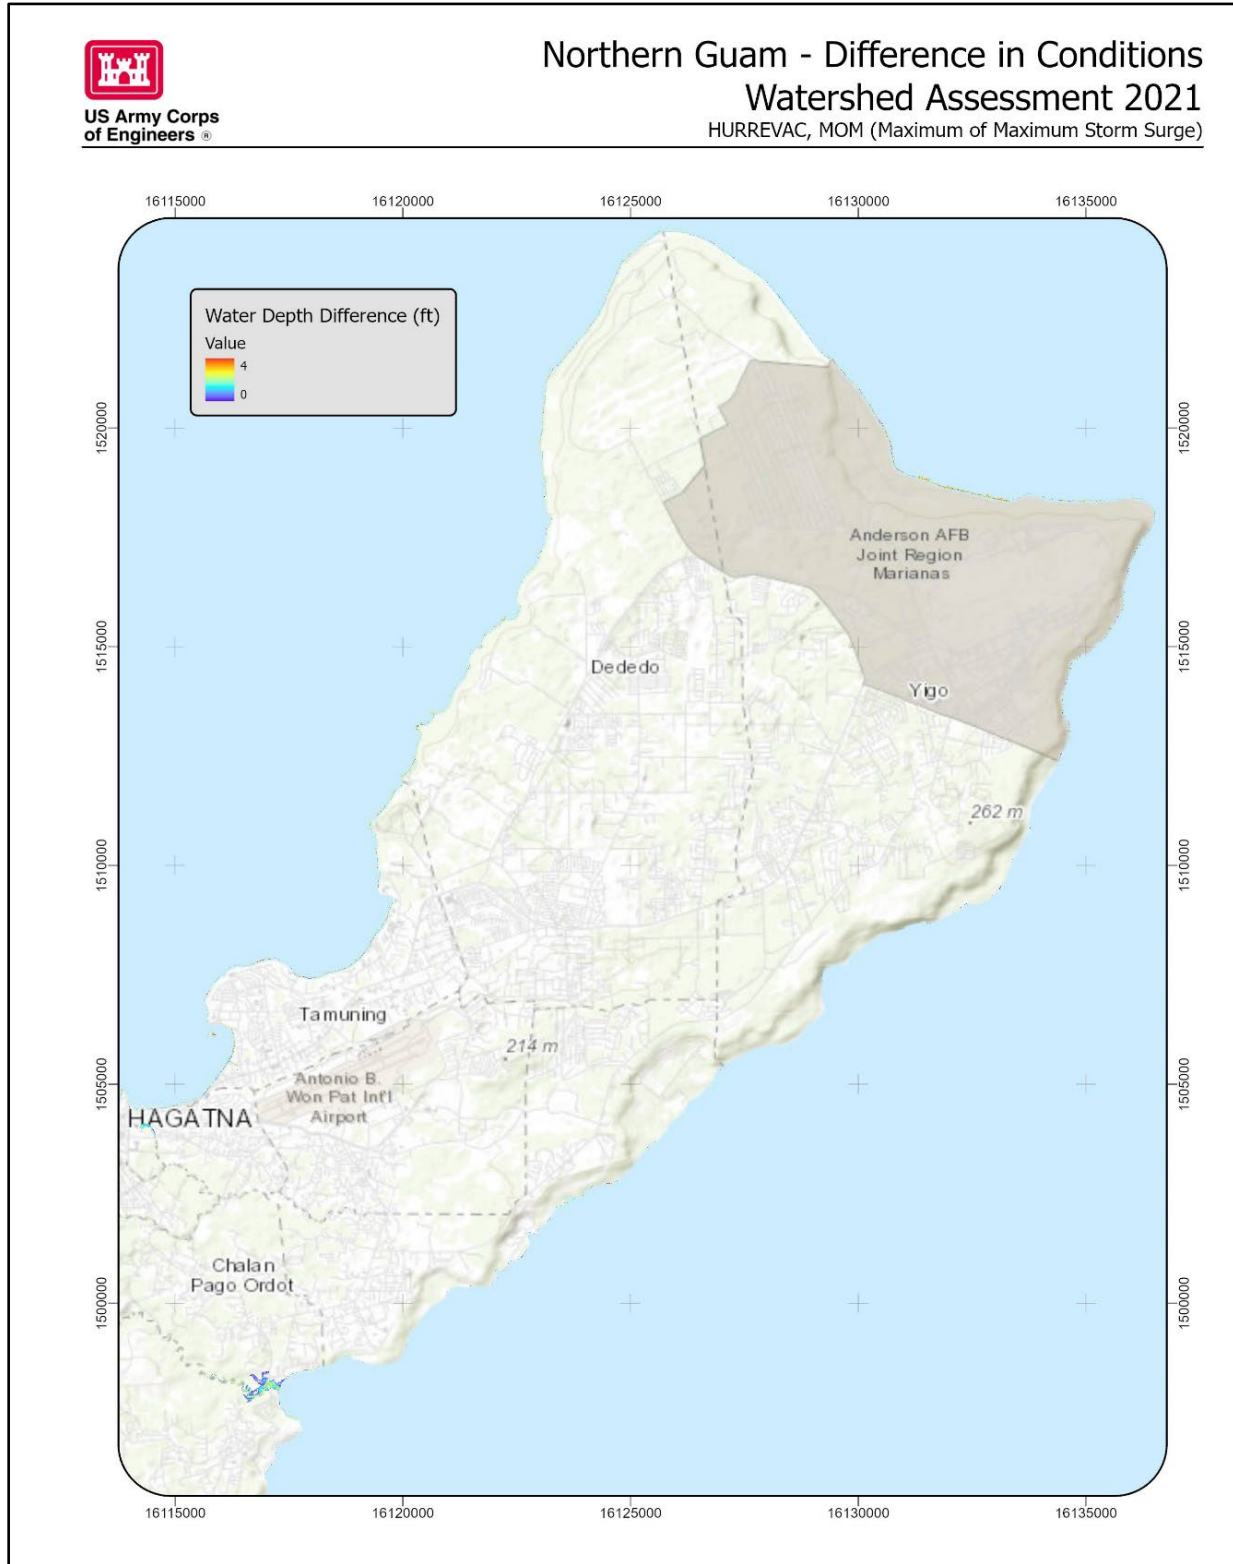 US Army Corps
of Engineers ®
Northern Guam - Difference in Conditions
Watershed Assessment 2021
HURREVAC, MOM (Maximum of Maximum Storm Surge)
16115000
16120000
16125000
16130000
16135000
Water Depth Difference (ft)
Value
4
0
1520000
1520000
Anderson AFB
Joint Region
Marianas
1515000
1515000
Dededo
Yigo
262 m
1510000
1510000
Tamuning
214 m
Antonio B.
Won Pat Int'l
Airport
1505000
1505000
HAGATNA
Chalan
Pago Ordot
1500000
1500000
16115000
16120000
16125000
16130000
16135000